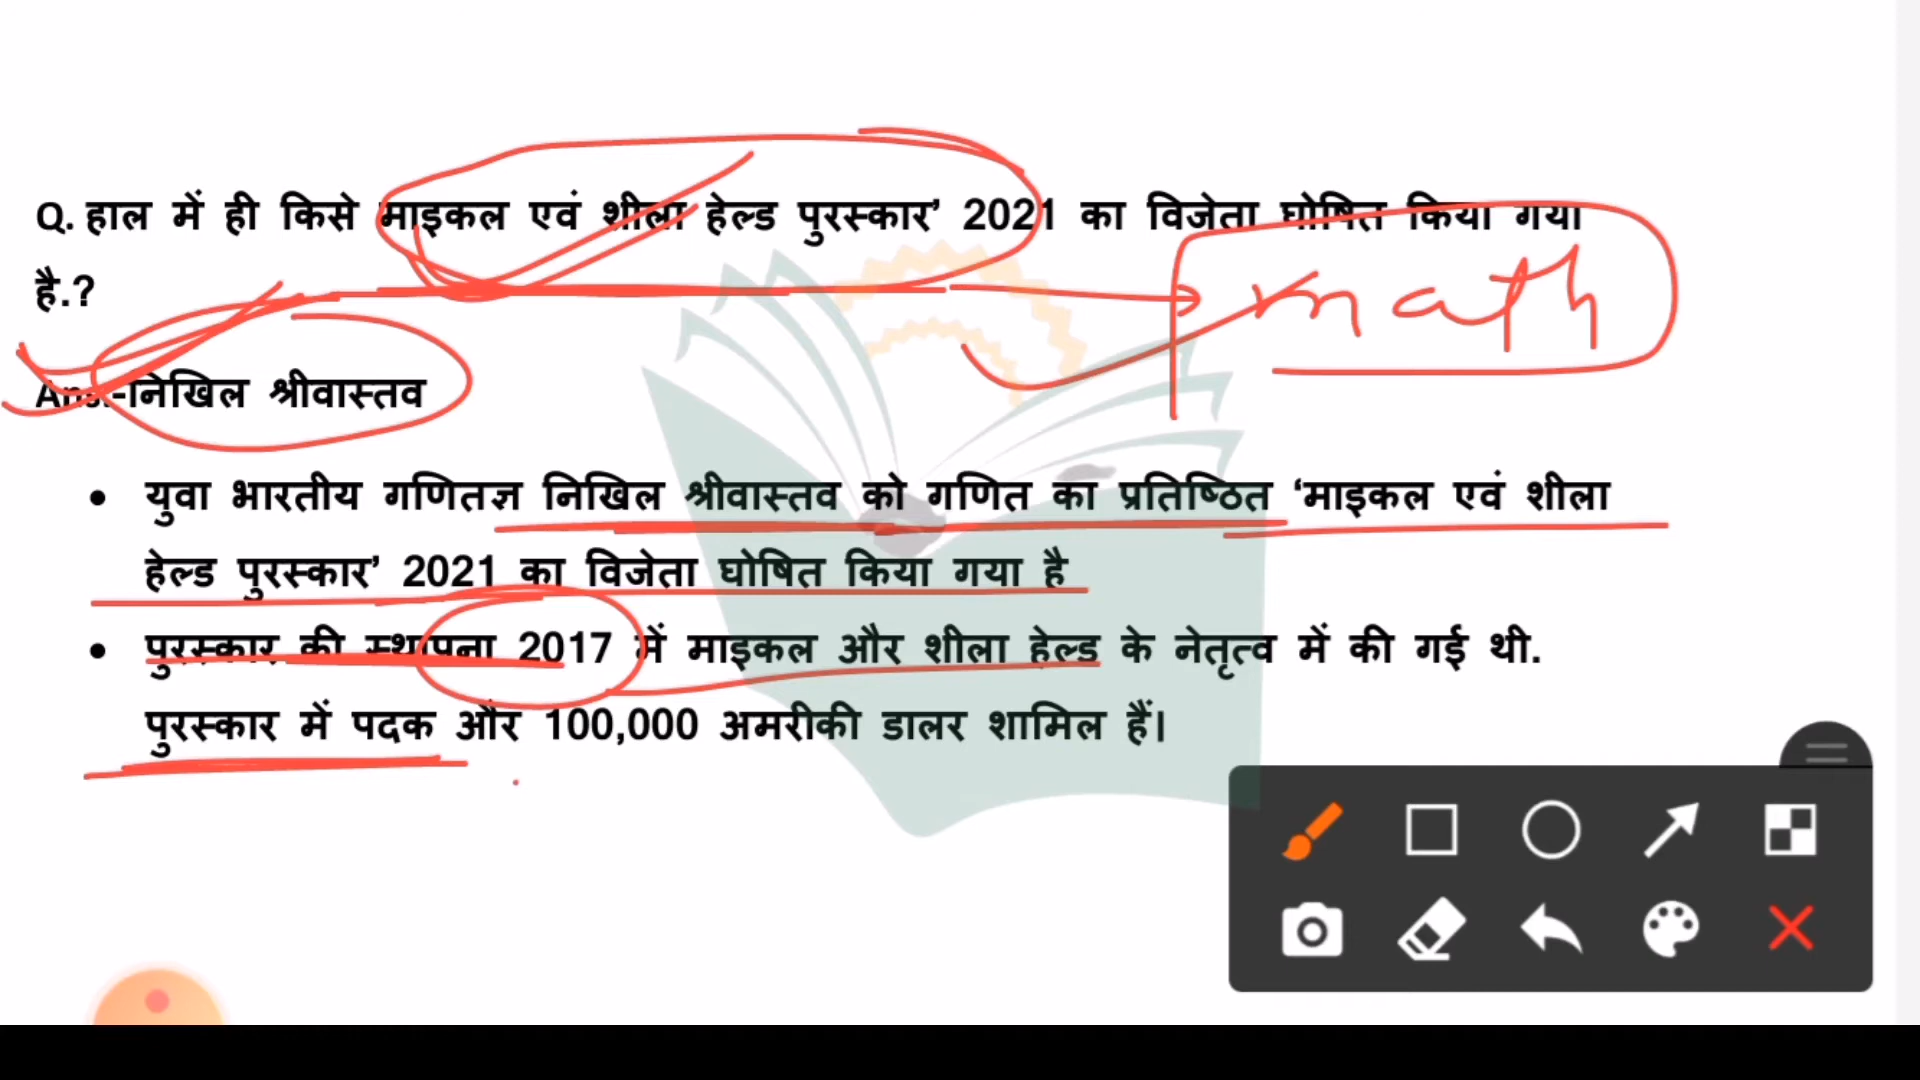 Q. हाल में ही किसे माइकल एवं शीला हेल्ड पुरस्कार’ 2021 का विजेता घोषित किया गया
है.?
math
Ans.-निखिल श्रीवास्तव
• युवा भारतीय गणितज्ञ निखिल श्रीवास्तव को गणित का प्रतिष्ठित ‘माइकल एवं शीला
हेल्ड पुरस्कार’ 2021 का विजेता घोषित किया गया है
• पुरस्कार की स्थापना 2017 में माइकल और शीला हेल्ड के नेतृत्व में की गई थी.
पुरस्कार में पदक और 100,000 अमरीकी डालर शामिल हैं।